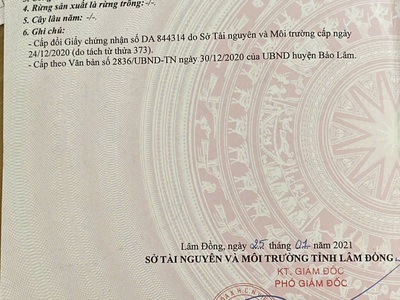 4. Rừng sản xuất là rừng trồng: -/-.
5. Cây lâu năm: -/-.
6. Ghi chú:
- Cấp đổi Giấy chứng nhận số DA 844314 do Sở Tài nguyên và Môi trường cấp ngày
24/12/2020 (do tách từ thửa 373).
- Cấp theo Văn bản số 2836/UBND-TN ngày 30/12/2020 của UBND huyện Bảo Lâm.
Lâm Đồng, ngày 25 tháng 01 năm 2021
SỞ TÀI NGUYÊN VÀ MÔI TRƯỜNG TỈNH LÂM ĐỒNG
KT. GIÁM ĐỐC
PHÓ GIÁM ĐỐC